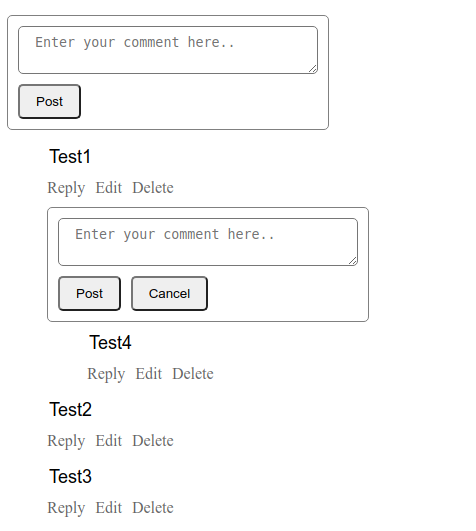 Enter your comment here..
Post
Test1
Reply Edit Delete
Enter your comment here..
Post Cancel
Test4
Reply Edit Delete
Test2
Reply Edit Delete
Test3
Reply Edit Delete